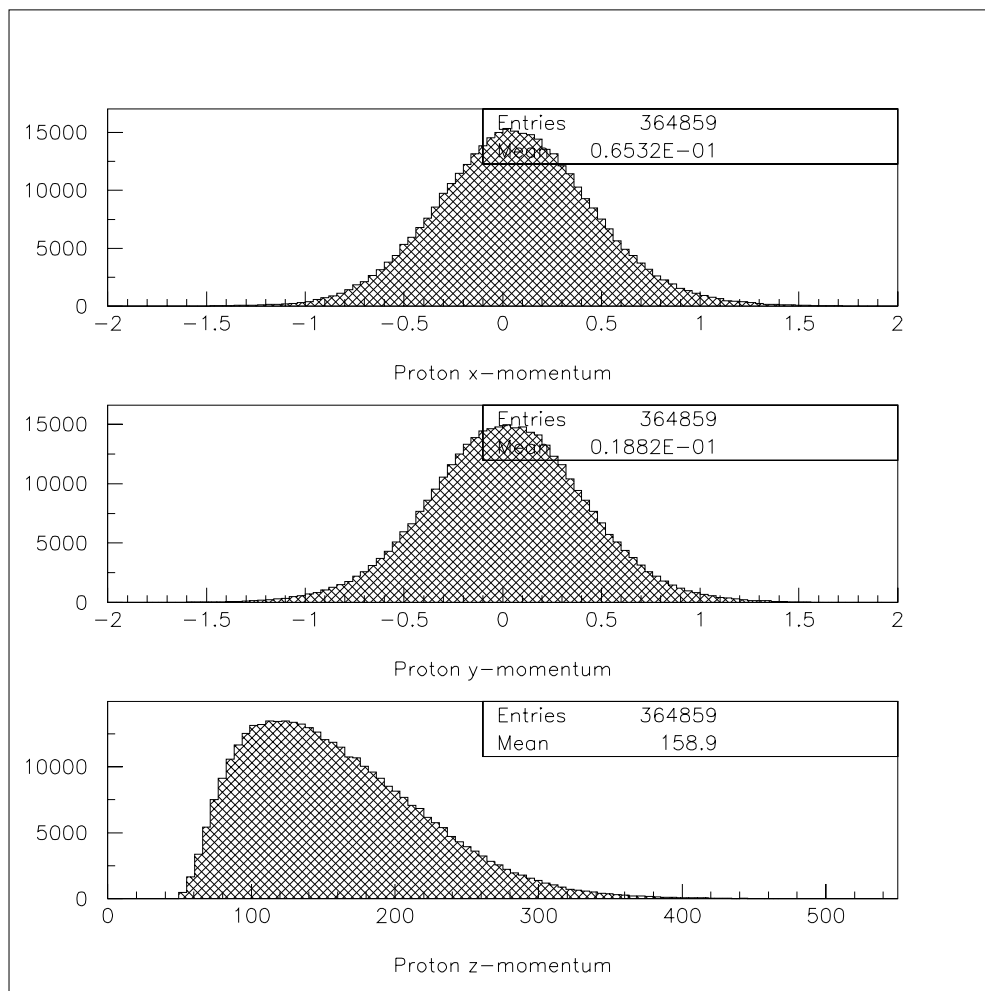 Entries 364859
Mean 0.6532E−01
15000
10000
5000
0
−2 −1.5 −1 −0.5 0 0.5 1 1.5 2
Proton x−momentum
Entries 364859
Mean 0.1882E−01
15000
10000
5000
0
−2 −1.5 −1 −0.5 0 0.5 1 1.5 2
Proton y−momentum
Entries 364859
Mean 158.9
10000
5000
0
0 100 200 300 400 500
Proton z−momentum